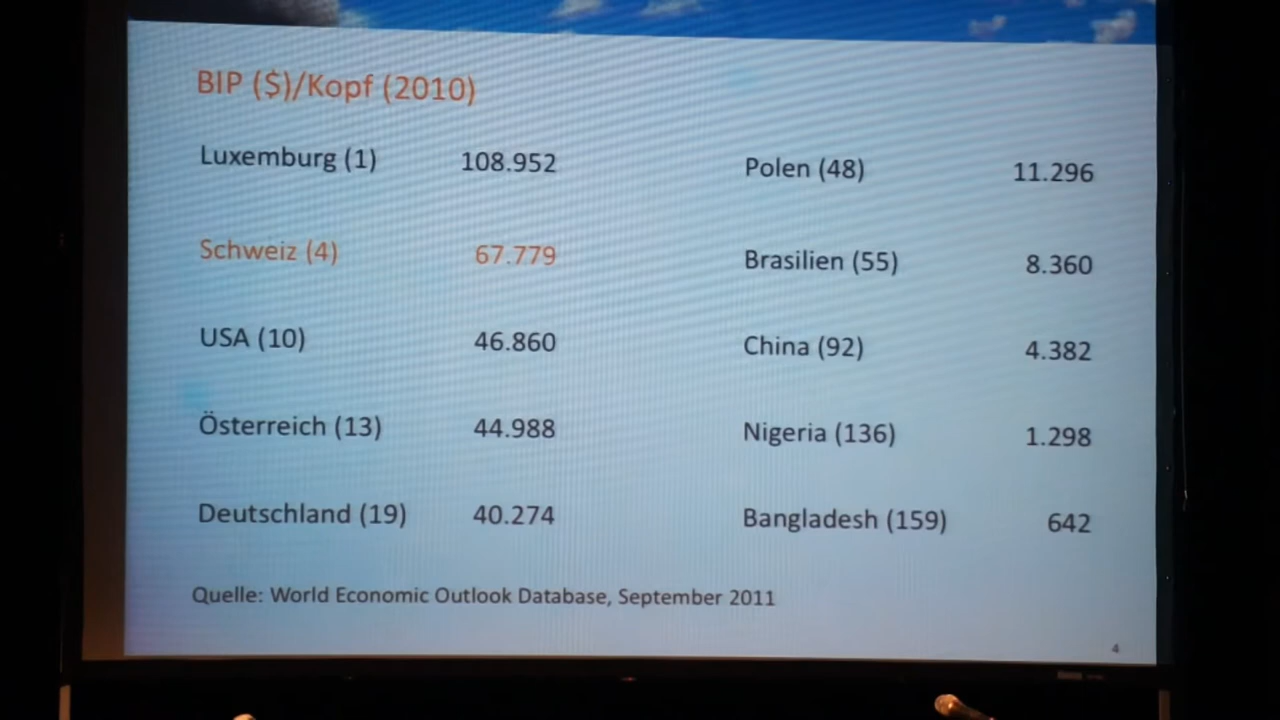 BIP ($)/Kopf (2010)
Luxemburg (1) 108.952
Schweiz (4) 67.779
USA (10) 46.860
Österreich (13) 44.988
Deutschland (19) 40.274
Polen (48) 11.296
Brasilien (55) 8.360
China (92) 4.382
Nigeria (136) 1.298
Bangladesh (159) 642
Quelle: World Economic Outlook Database, September 2011
4